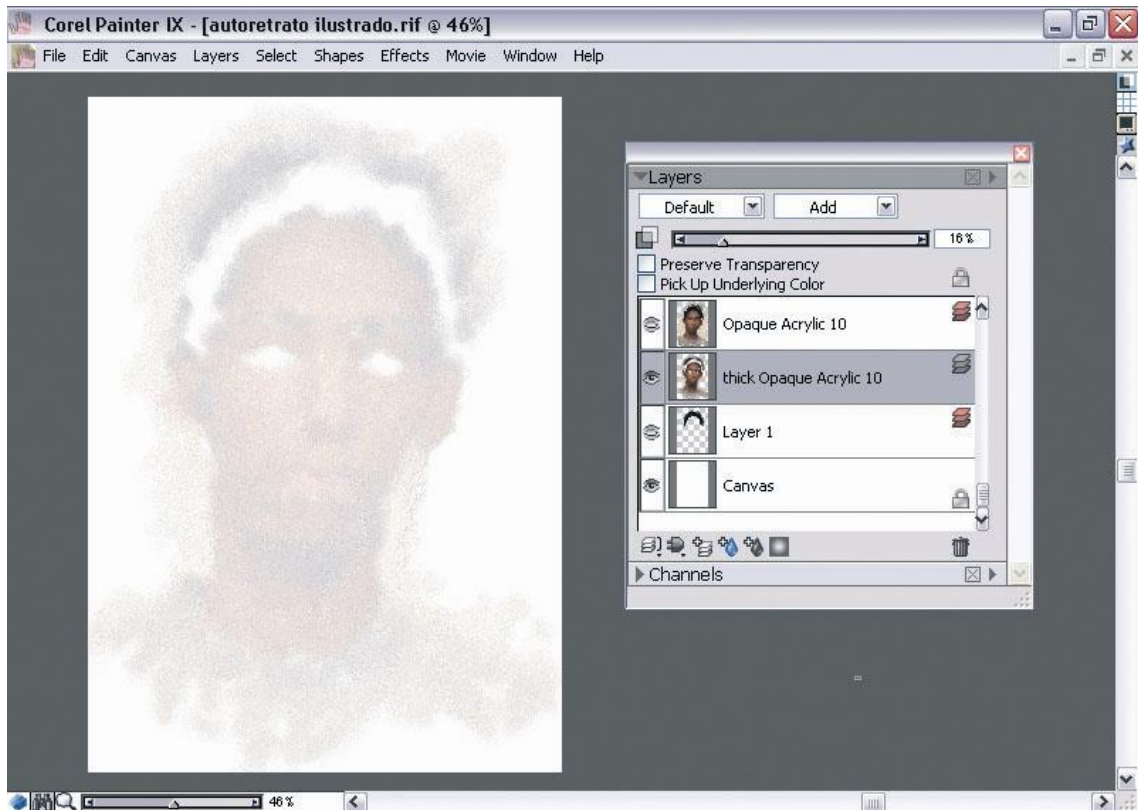 Corel Painter IX - [autoretrato ilustrado.rif @ 46%]
File Edit Canvas Layers Select Shapes Effects Movie Window Help
Layers
Default Add
16%
Preserve Transparency
Pick Up Underlying Color
Opaque Acrylic 10
thick Opaque Acrylic 10
Layer 1
Canvas
Channels
46%